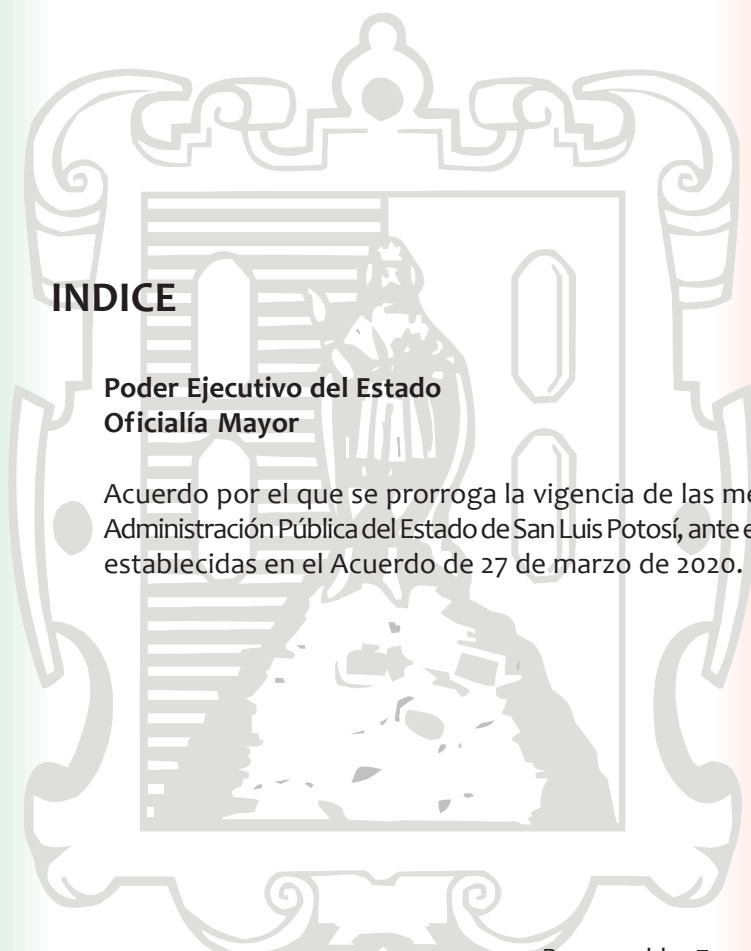 INDICE
Poder Ejecutivo del Estado
Oficialía Mayor
Acuerdo por el que se prorroga la vigencia de las
Administración Pública del Estado de San Luis Potosí, ante
establecidas en el Acuerdo de 27 de marzo de 2020.